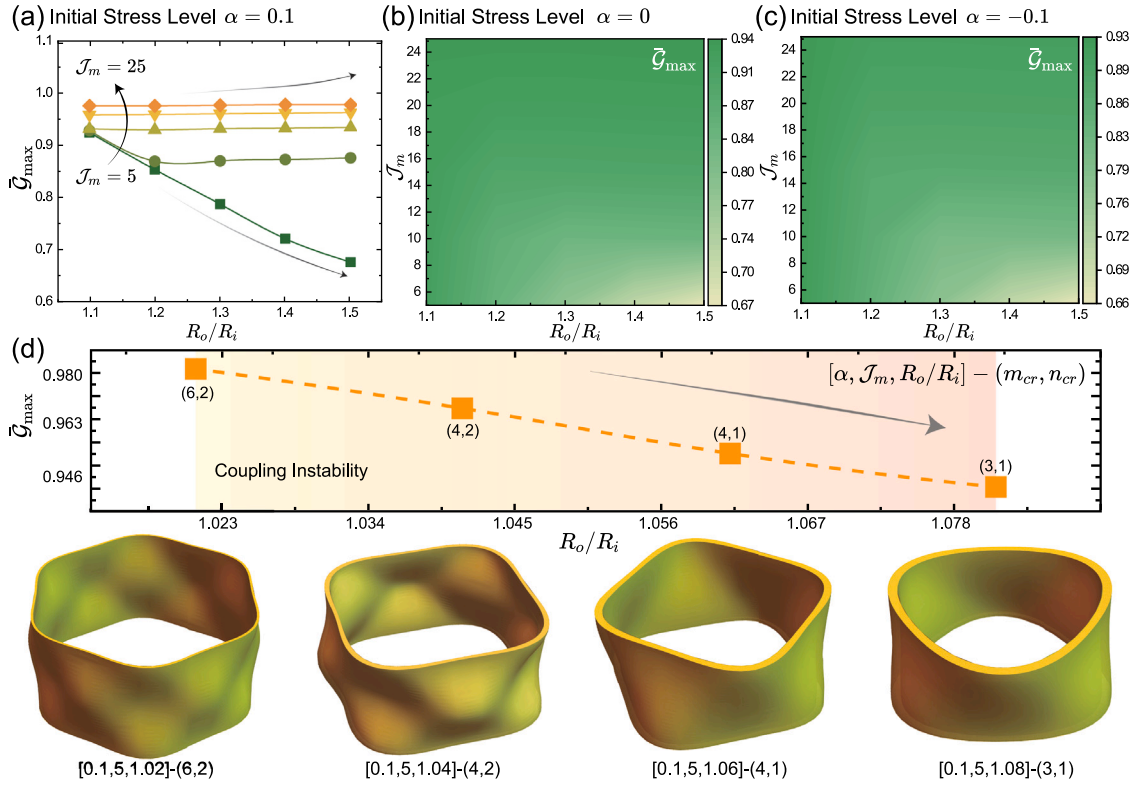 (a) Initial Stress Level α = 0.1
1.1
1.0
0.9
0.8
0.7
0.6
𝒢̄max
𝒥m = 25
𝒥m = 5
1.1 1.2 1.3 1.4 1.5
Ro/Ri
(b) Initial Stress Level α = 0
24
22
20
18
16
14
12
10
8
6
𝒥m
𝒢̄max
1.1 1.2 1.3 1.4 1.5
Ro/Ri
0.94
0.91
0.87
0.84
0.80
0.77
0.74
0.70
0.67
(c) Initial Stress Level α = −0.1
24
22
20
18
16
14
12
10
8
6
𝒥m
𝒢̄max
1.1 1.2 1.3 1.4 1.5
Ro/Ri
0.93
0.90
0.86
0.83
0.79
0.76
0.73
0.69
0.66
(d)
0.980
0.963
0.946
𝒢̄max
[α, 𝒥m, Ro/Ri] − (mcr, ncr)
(6,2)
(4,2)
(4,1)
(3,1)
Coupling Instability
1.023 1.034 1.045 1.056 1.067 1.078
Ro/Ri
[0.1,5,1.02]-(6,2) [0.1,5,1.04]-(4,2) [0.1,5,1.06]-(4,1) [0.1,5,1.08]-(3,1)